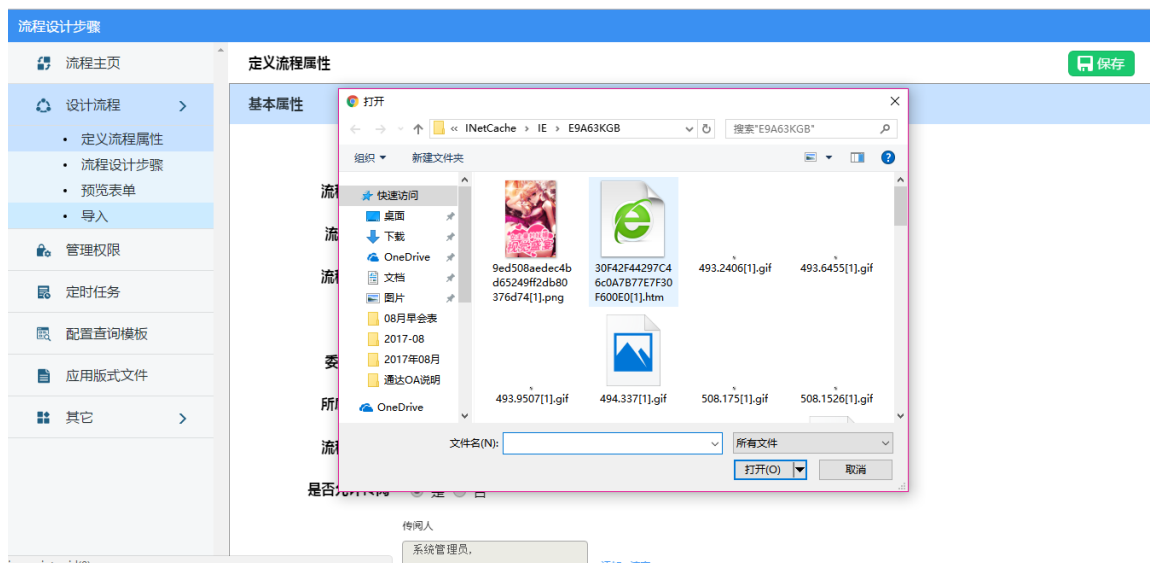 流程设计步骤
流程主页
设计流程
定义流程属性
流程设计步骤
预览表单
导入
管理权限
定时任务
配置查询模板
应用版式文件
其它
定义流程属性
保存
基本属性
打开
« INetCache › IE › E9A63KGB
搜索"E9A63KGB"
组织
新建文件夹
快速访问
桌面
下载
OneDrive
文档
图片
08月早会表
2017-08
2017年08月
通达OA说明
OneDrive
9ed508aedec4b
d65249ff2db80
376d74[1].png
30F42F44297C4
6c0A7B77E7F30
F600E0[1].htm
493.2406[1].gif
493.6455[1].gif
493.9507[1].gif
494.337[1].gif
508.175[1].gif
508.1526[1].gif
文件名(N):
所有文件
打开(O)
取消
流
流
流
委
所
流
是否允许传阅
是
否
传阅人
系统管理员,